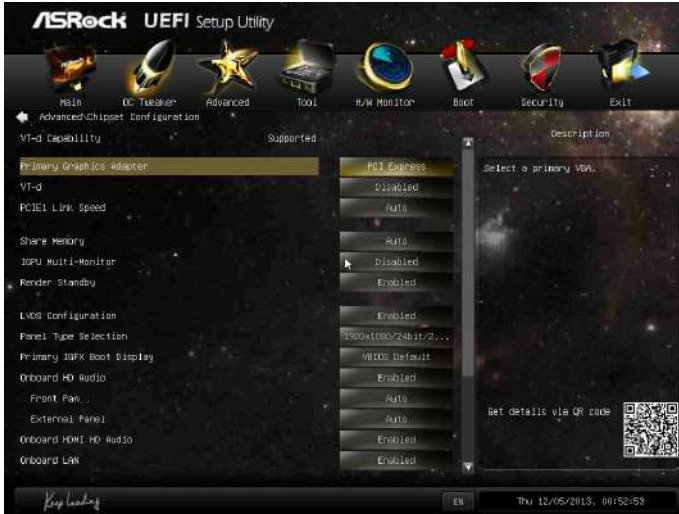 ASRock UEFI Setup Utility
Main OC Tweaker Advanced Tool H/W Monitor Boot Security Exit
Advanced\Chipset Configuration
Description
VT-d Capability Supported
Primary Graphics Adapter PCI Express
Select a primary VGA.
VT-d Disabled
PCIE1 Link Speed Auto
Share Memory Auto
IGPU Multi-Monitor Disabled
Render Standby Enabled
LVDS Configuration Enabled
Panel Type Selection 1920x1080/24bit/2...
Primary IGFX Boot Display VBIOS Default
Onboard HD Audio Enabled
Front Pan... Auto
External Panel Auto
Get details via QR code
Onboard HDMI HD Audio Enabled
Onboard LAN Enabled
Keep Leading
EN
Thu 12/05/2013, 00:52:53